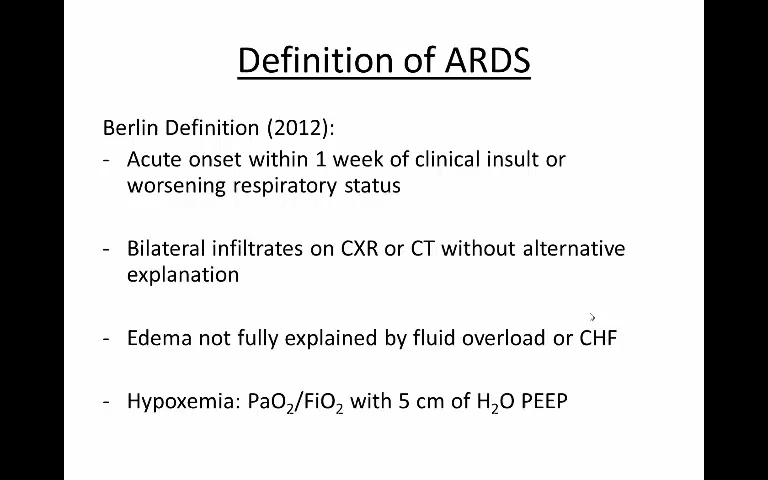 Definition of ARDS
Berlin Definition (2012):
- Acute onset within 1 week of clinical insult or
worsening respiratory status
- Bilateral infiltrates on CXR or CT without alternative
explanation
- Edema not fully explained by fluid overload or CHF
- Hypoxemia: PaO₂/FiO₂ with 5 cm of H₂O PEEP